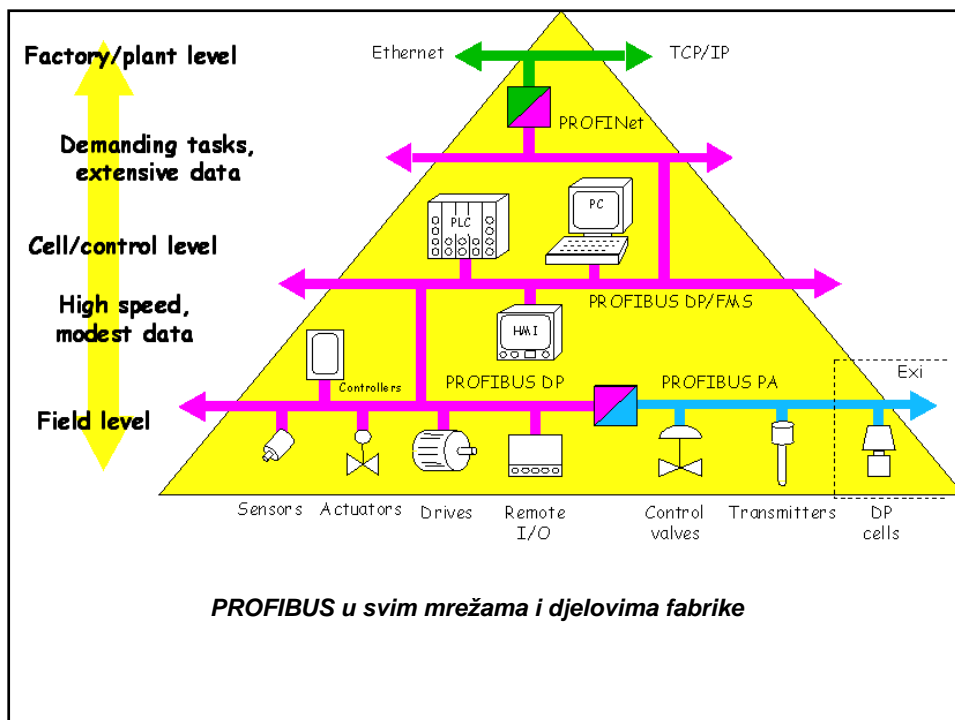 Factory/plant level
Ethernet
TCP/IP
PROFINet
Demanding tasks,
extensive data
PLC
PC
Cell/control level
PROFIBUS DP/FMS
High speed,
modest data
HMI
Controllers
PROFIBUS DP
PROFIBUS PA
Exi
Field level
Sensors
Actuators
Drives
Remote
I/O
Control
valves
Transmitters
DP
cells
PROFIBUS u svim mrežama i djelovima fabrike